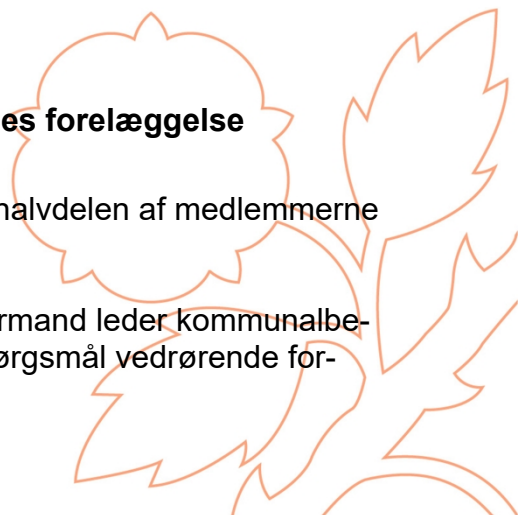 es forelæggelse
halvdelen af medlemmerne
rmand leder kommunalbe-
ørgsmål vedrørende for-